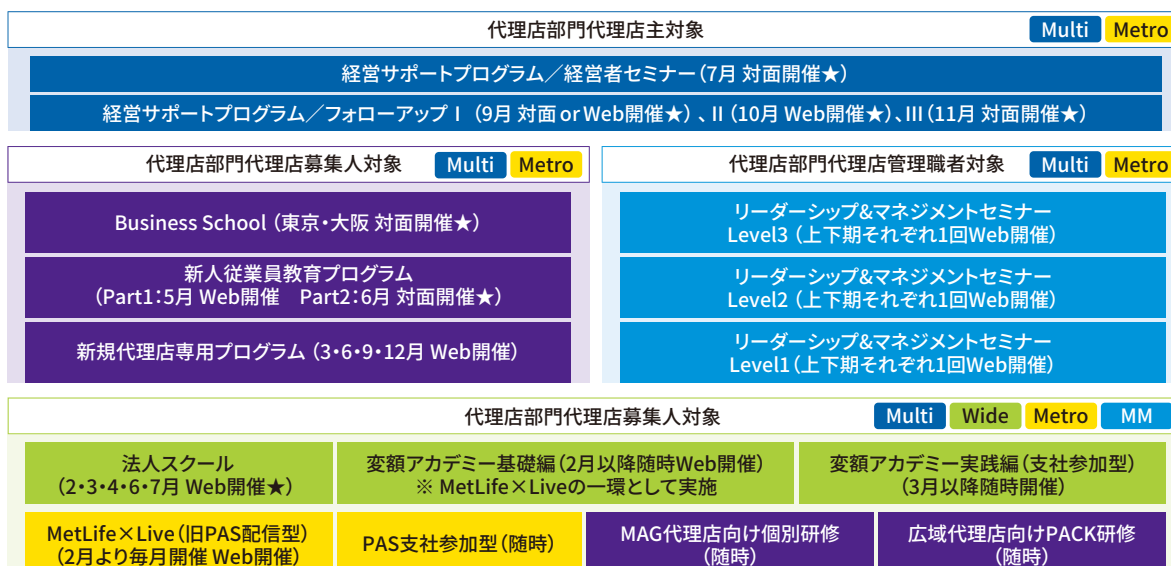 代理店部門代理店主対象 Multi Metro
経営サポートプログラム／経営者セミナー（7月 対面開催★）
経営サポートプログラム／フォローアップⅠ（9月 対面 or Web開催★）、Ⅱ（10月 Web開催★）、Ⅲ（11月 対面開催★）
代理店部門代理店募集人対象 Multi Metro
Business School（東京・大阪 対面開催★）
新人従業員教育プログラム
（Part1：5月 Web開催　Part2：6月 対面開催★）
新規代理店専用プログラム（3・6・9・12月 Web開催）
代理店部門代理店管理職者対象 Multi Metro
リーダーシップ&マネジメントセミナー
Level3（上下期それぞれ1回Web開催）
リーダーシップ&マネジメントセミナー
Level2（上下期それぞれ1回Web開催）
リーダーシップ&マネジメントセミナー
Level1（上下期それぞれ1回Web開催）
代理店部門代理店募集人対象 Multi Wide Metro MM
法人スクール
（2・3・4・6・7月 Web開催★）
変額アカデミー基礎編（2月以降随時Web開催）
※ MetLife×Liveの一環として実施
変額アカデミー実践編（支社参加型）
（3月以降随時開催）
MetLife×Live（旧PAS配信型）
（2月より毎月開催 Web開催）
PAS支社参加型（随時）
MAG代理店向け個別研修
（随時）
広域代理店向けPACK研修
（随時）